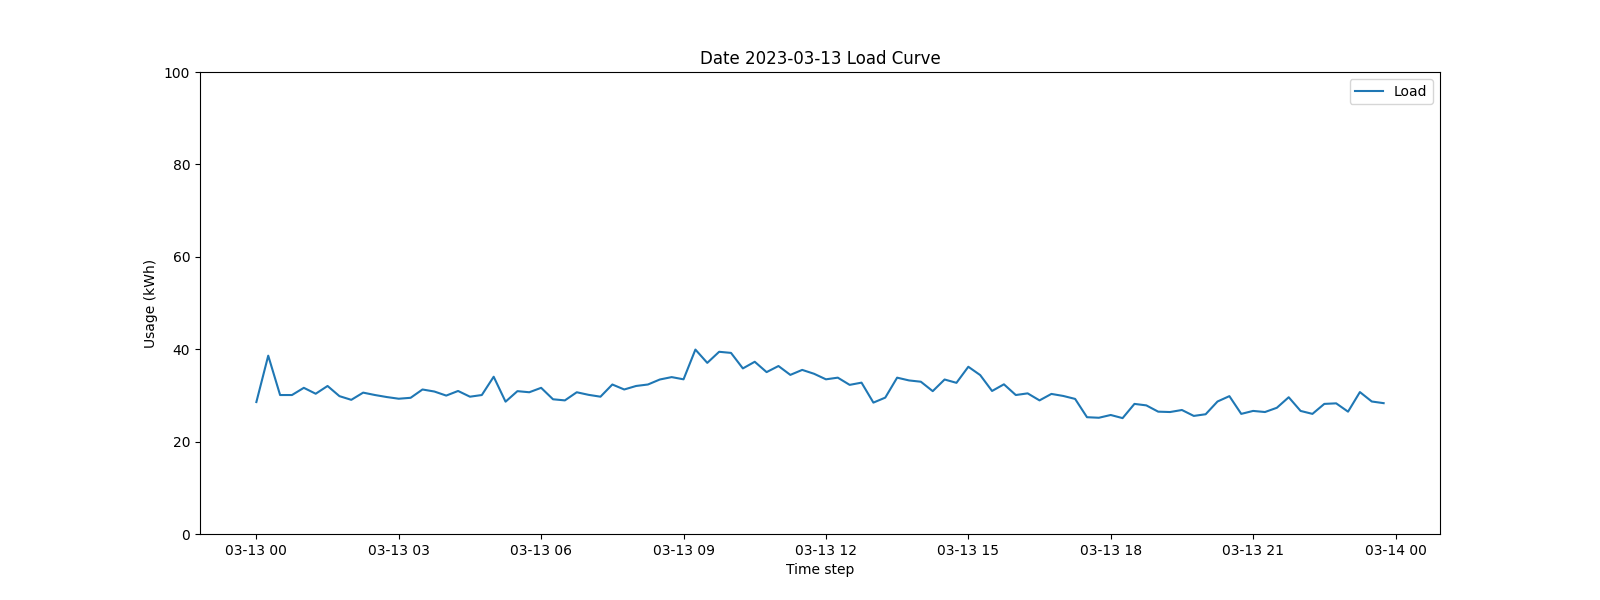 Date 2023-03-13 Load Curve
Load
100
80
60
40
20
0
Usage (kWh)
03-13 00 03-13 03 03-13 06 03-13 09 03-13 12 03-13 15 03-13 18 03-13 21 03-14 00
Time step